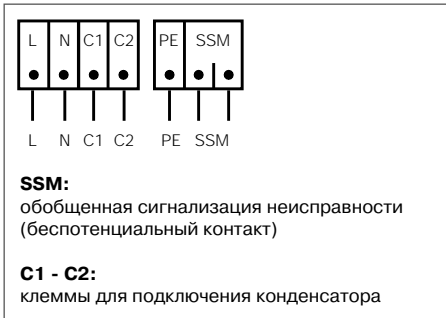 L N C1 C2 PE SSM
L N C1 C2 PE SSM
SSM:
обобщенная сигнализация неисправности
(беспотенциальный контакт)
C1 - C2:
клеммы для подключения конденсатора